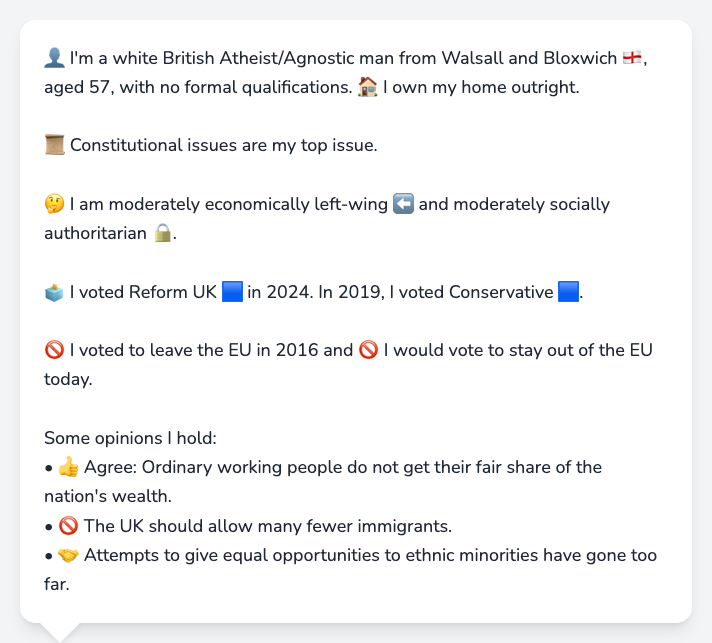 👤 I'm a white British Atheist/Agnostic man from Walsall and Bloxwich 🏴󠁧󠁢󠁥󠁮󠁧󠁿,
aged 57, with no formal qualifications. 🏠 I own my home outright.
📜 Constitutional issues are my top issue.
🤔 I am moderately economically left-wing ⬅️ and moderately socially
authoritarian 🔒.
🗳️ I voted Reform UK 🟦 in 2024. In 2019, I voted Conservative 🟦.
🚫 I voted to leave the EU in 2016 and 🚫 I would vote to stay out of the EU
today.
Some opinions I hold:
• 👍 Agree: Ordinary working people do not get their fair share of the
nation's wealth.
• 🚫 The UK should allow many fewer immigrants.
• 🤝 Attempts to give equal opportunities to ethnic minorities have gone too
far.